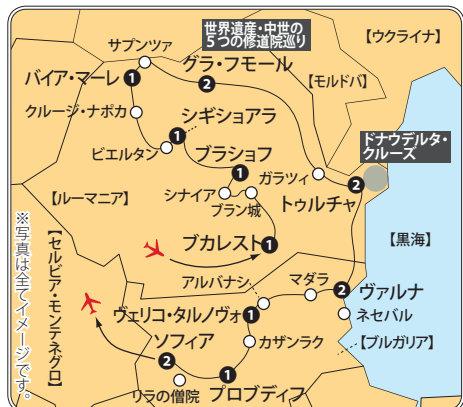 世界遺産・中世の
5つの修道院巡り
【ウクライナ】
サプンツァ
バイア・マーレ
1
グラ・フモール
2
【モルドバ】
クルージ・ナポカ
シギショアラ
1
ドナウデルタ・
クルーズ
ビエルタン
ブラショフ
1
ガラツィ
2
【ルーマニア】
シナイア
ブラン城
トゥルチャ
ブカレスト
1
【黒海】
アルバナシ
マダラ
2
ヴァルナ
ヴェリコ・タルノヴォ
1
ネセバル
ソフィア
2
カザンラク
【ブルガリア】
リラの僧院
プロブディフ
1
【セルビア・モンテネグロ】
※写真は全てイメージです。